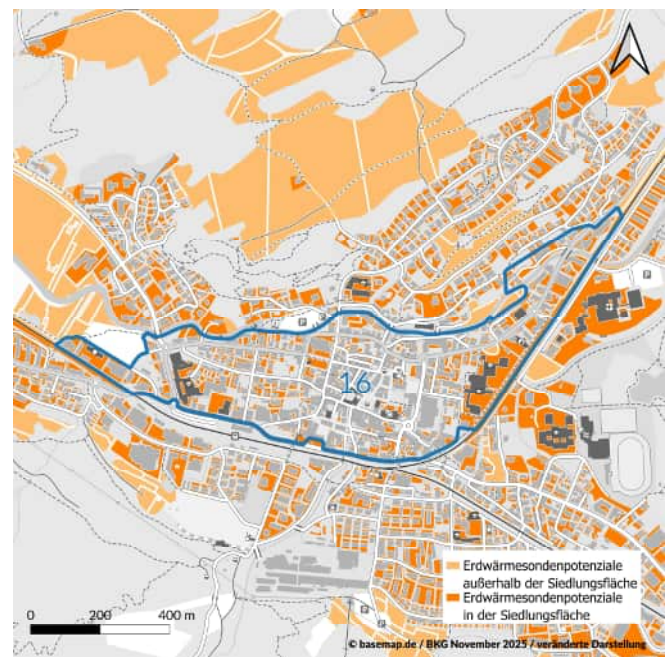 16
Erdwärmesondenpotenziale
außerhalb der Siedlungsfläche
Erdwärmesondenpotenziale
in der Siedlungsfläche
0 200 400 m
© basemap.de / BKG November 2025 / veränderte Darstellung